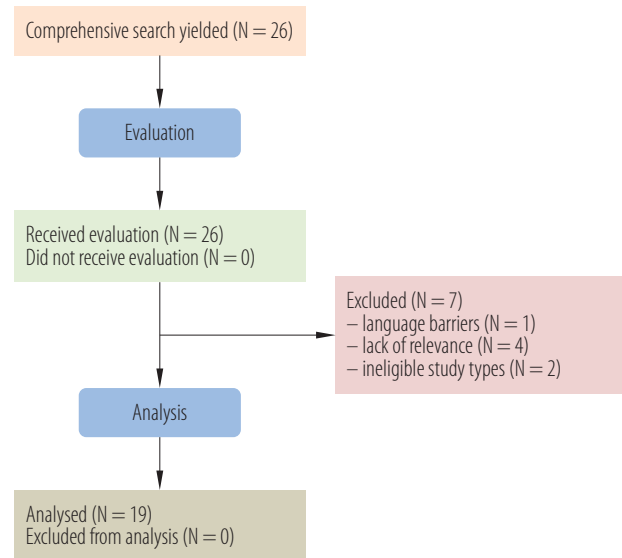 Comprehensive search yielded (N = 26)
Evaluation
Received evaluation (N = 26)
Did not receive evaluation (N = 0)
Excluded (N = 7)
– language barriers (N = 1)
– lack of relevance (N = 4)
– ineligible study types (N = 2)
Analysis
Analysed (N = 19)
Excluded from analysis (N = 0)